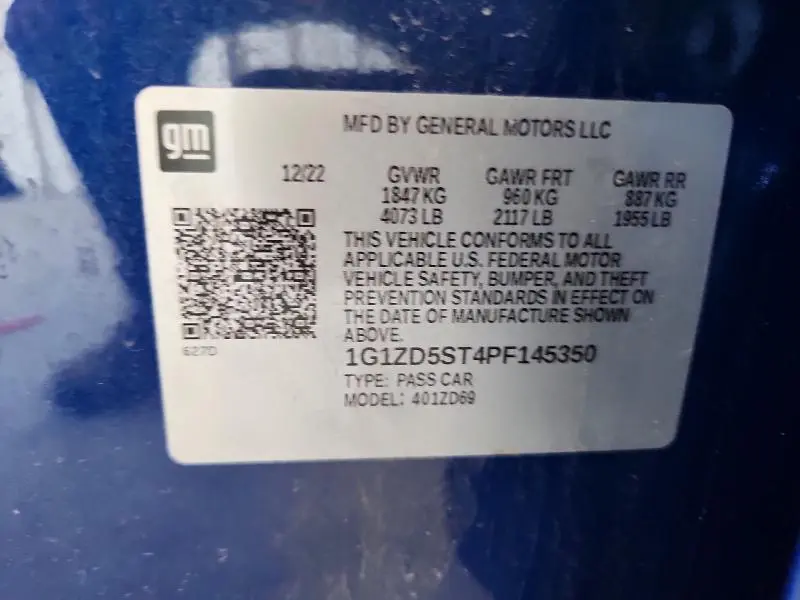 gm
MFD BY GENERAL MOTORS LLC
12/22 GVWR GAWR FRT GAWR RR
1847 KG 960 KG 887 KG
4073 LB 2117 LB 1955 LB
THIS VEHICLE CONFORMS TO ALL
APPLICABLE U.S. FEDERAL MOTOR
VEHICLE SAFETY, BUMPER, AND THEFT
PREVENTION STANDARDS IN EFFECT ON
THE DATE OF MANUFACTURE SHOWN
ABOVE.
627D
1G1ZD5ST4PF145350
TYPE: PASS CAR
MODEL: 401ZD69